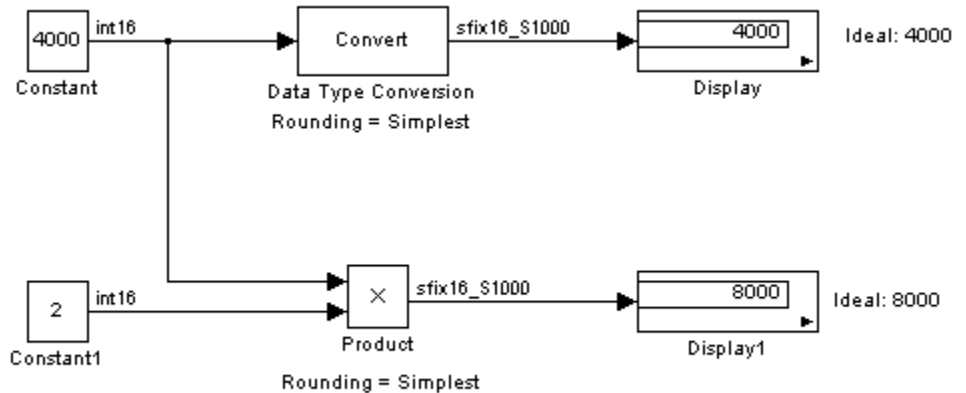 4000
int16
Convert
sfix16_S1000
4000
Ideal: 4000
Constant
Data Type Conversion
Display
Rounding = Simplest
2
int16
×
sfix16_S1000
8000
Ideal: 8000
Constant1
Product
Display1
Rounding = Simplest